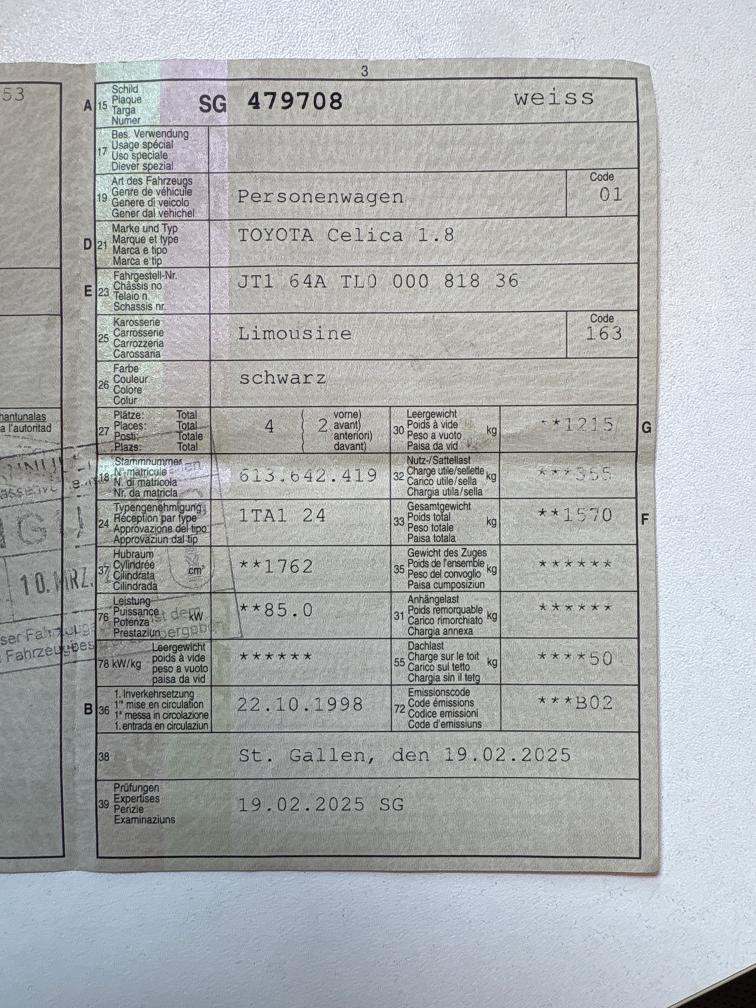 53
3
A 15 Schild
Plaque
Targa
Numer
SG 479708 weiss
17 Bes. Verwendung
Usage spécial
Uso speciale
Diever spezial
19 Art des Fahrzeugs
Genre de véhicule
Genere di veicolo
Gener dal vehichel
Personenwagen
Code
01
D 21 Marke und Typ
Marque et type
Marca e tipo
Marca e tip
TOYOTA Celica 1.8
E 23 Fahrgestell-Nr.
Châssis no
Telaio n.
Schassis nr.
JT1 64A TL0 000 818 36
25 Karosserie
Carrosserie
Carrozzeria
Carossaria
Limousine
Code
163
26 Farbe
Couleur
Colore
Colur
schwarz
27 Plätze: Total
Places: Total
Posti: Totale
Plazs: Total
4
2 vorne)
avant)
anteriori)
davant)
30 Leergewicht
Poids à vide
Peso a vuoto
Paisa da vid
kg
**1215
G
18 Stammnummer
N° matricule
N. di matricola
Nr. da matricla
613.642.419
32 Nutz-/Sattellast
Charge utile/sellette
Carico utile/sella
Chargia utila/sella
kg
***355
24 Typengenehmigung
Réception par type
Approvazione del tipo
Approvaziun dal tip
1TA1 24
33 Gesamtgewicht
Poids total
Peso totale
Paisa totala
kg
**1570
F
37 Hubraum
Cylindrée
Cilindrata
Cilindrada
cm³
**1762
35 Gewicht des Zuges
Poids de l'ensemble
Peso del convoglio
Paisa cumposiziun
kg
******
76 Leistung
Puissance
Potenza
Prestaziun
kW
**85.0
31 Anhängelast
Poids remorquable
Carico rimorchiato
Chargia annexa
kg
******
78 kW/kg Leergewicht
poids à vide
peso a vuoto
paisa da vid
******
55 Dachlast
Charge sur le toit
Carico sul tetto
Chargia sin il tetg
kg
****50
B 36 1. Inverkehrsetzung
1re mise en circulation
1a messa in circolazione
1. entrada en circulaziun
22.10.1998
72 Emissionscode
Code émissions
Codice emissioni
Code d'emissiuns
***B02
38
St. Gallen, den 19.02.2025
39 Prüfungen
Expertises
Perizie
Examinaziuns
19.02.2025 SG
hantunalas
a l'autoritad
10. MRZ.